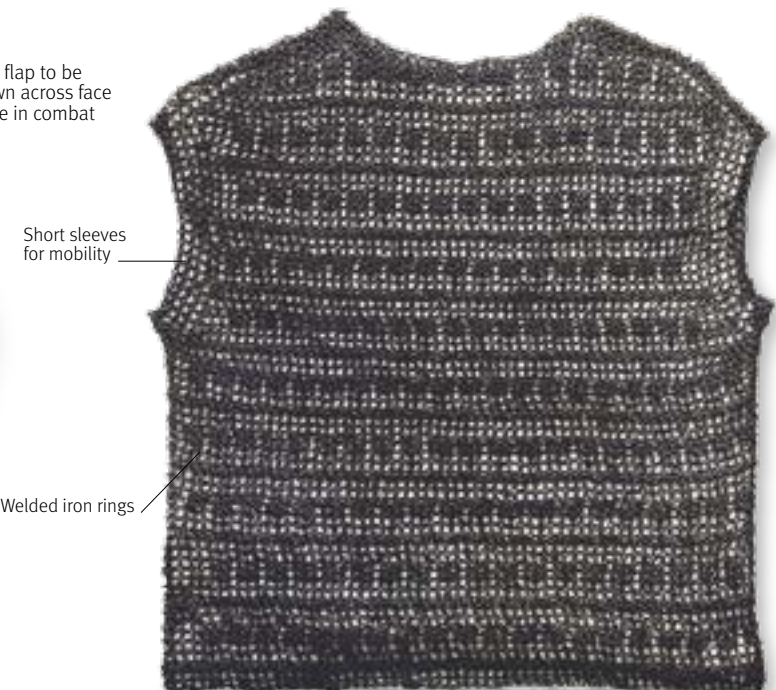 flap to be
across face
in combat
Short sleeves
for mobility
Welded iron rings